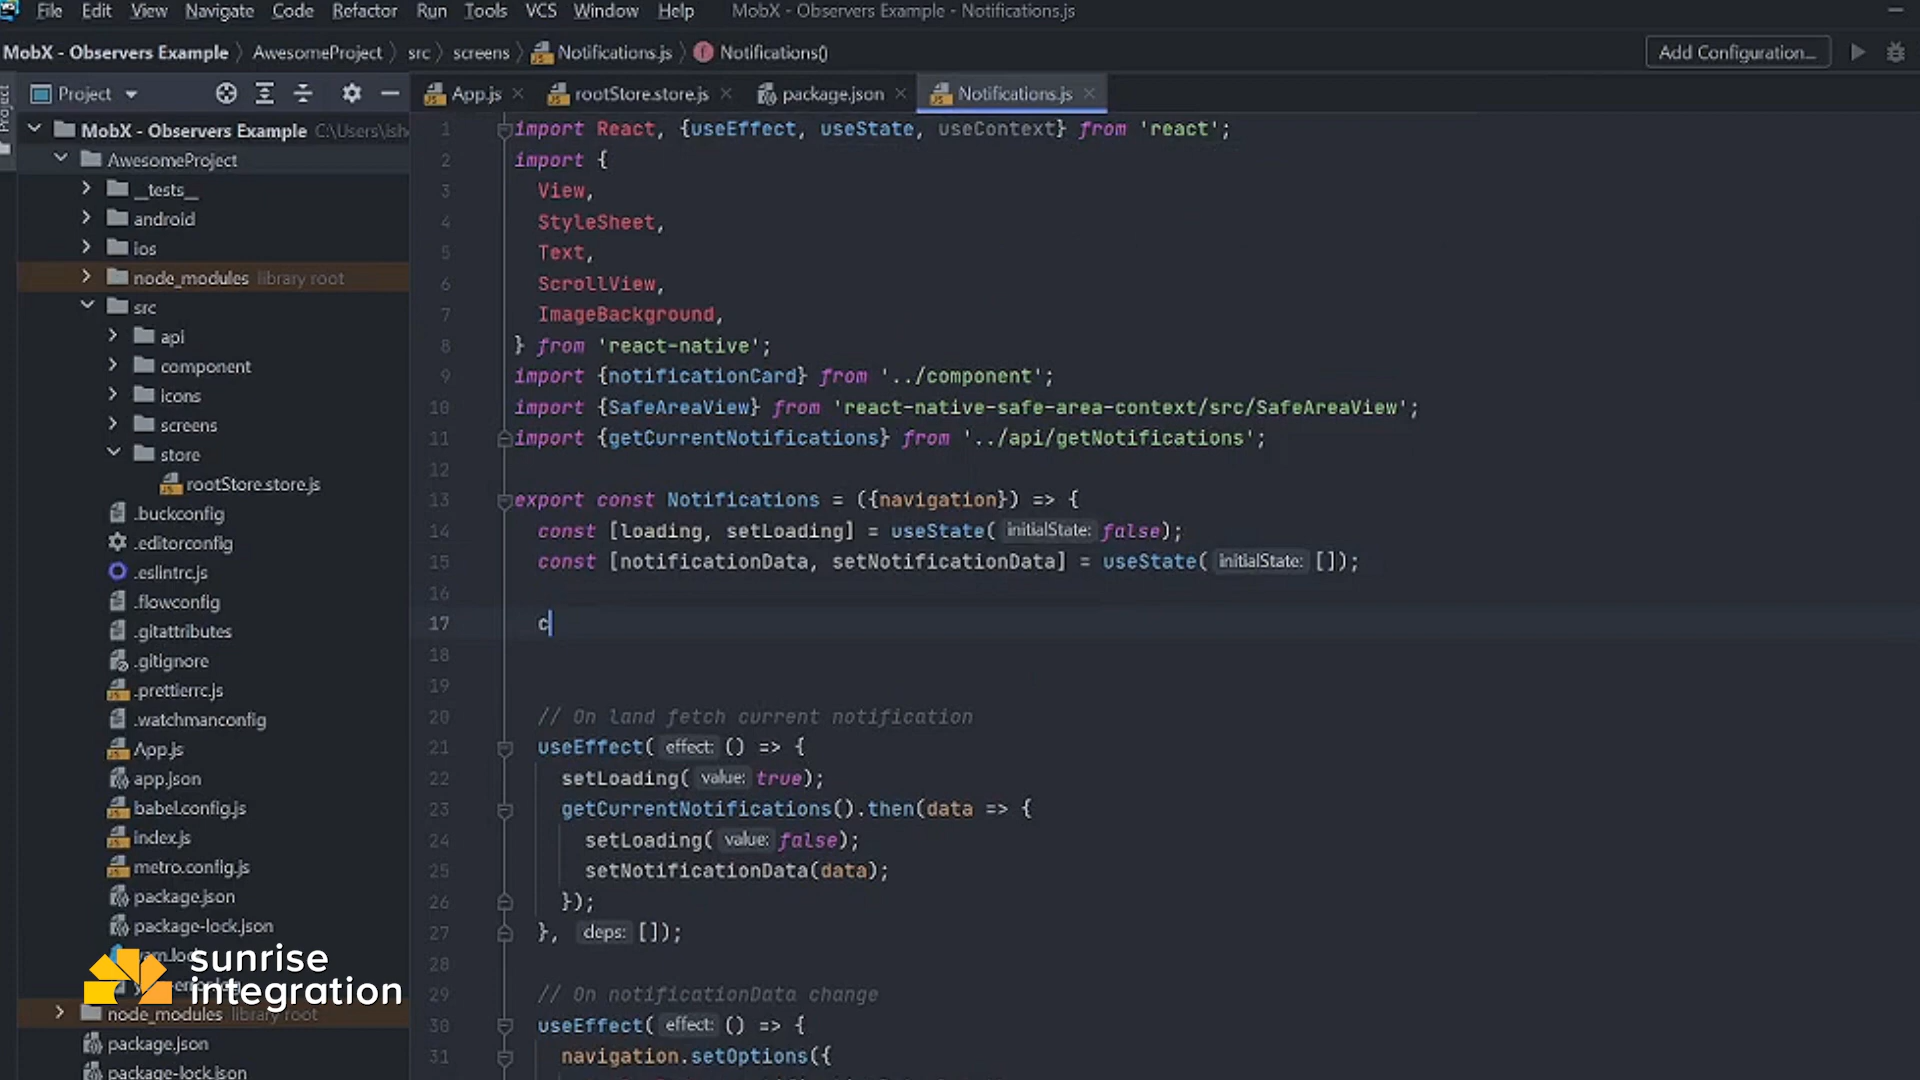 File Edit View Navigate Code Refactor Run Tools VCS Window Help MobX - Observers Example - Notifications.js
MobX - Observers Example AwesomeProject src screens Notifications.js Notifications()
Add Configuration...
Project
Project
App.js
rootStore.store.js
package.json
Notifications.js
MobX - Observers Example C:\Users\ishe
AwesomeProject
__tests__
android
ios
node_modules library root
src
api
component
icons
screens
store
rootStore.store.js
.buckconfig
.editorconfig
.eslintrc.js
.flowconfig
.gitattributes
.gitignore
.prettierrc.js
.watchmanconfig
App.js
app.json
babel.config.js
index.js
metro.config.js
package.json
package-lock.json
node_modules library root
package.json
package-lock.json
1 import React, {useEffect, useState, useContext} from 'react';
2 import {
3 View,
4 StyleSheet,
5 Text,
6 ScrollView,
7 ImageBackground,
8 } from 'react-native';
9 import {notificationCard} from '../component';
10 import {SafeAreaView} from 'react-native-safe-area-context/src/SafeAreaView';
11 import {getCurrentNotifications} from '../api/getNotifications';
12
13 export const Notifications = ({navigation}) => {
14 const [loading, setLoading] = useState( initialState: false);
15 const [notificationData, setNotificationData] = useState( initialState: []);
16
17 c
18
19
20 // On land fetch current notification
21 useEffect( effect: () => {
22 setLoading( value: true);
23 getCurrentNotifications().then(data => {
24 setLoading( value: false);
25 setNotificationData(data);
26 });
27 }, deps: []);
28
29 // On notificationData change
30 useEffect( effect: () => {
31 navigation.setOptions({
sunrise
integration